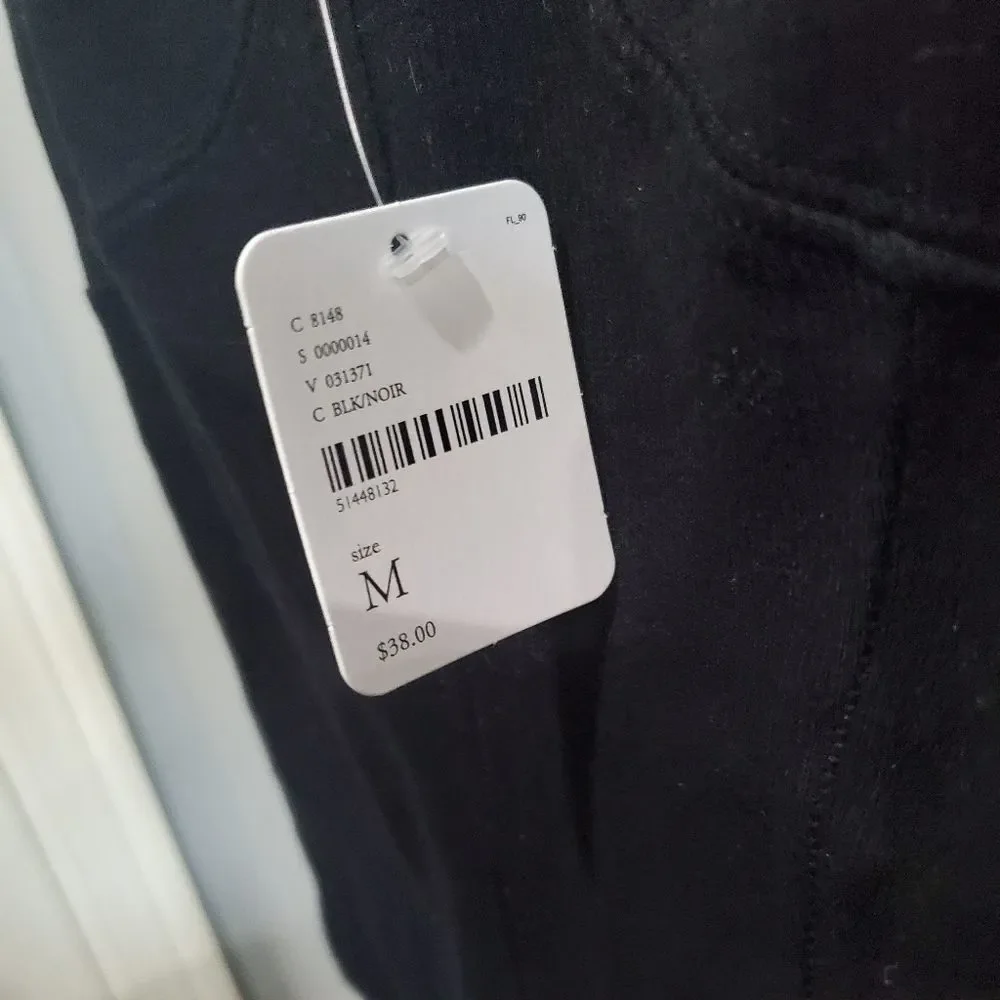 FL_90
C 8148
S 0000014
V 031371
C BLK/NOIR
51448132
size
M
$38.00